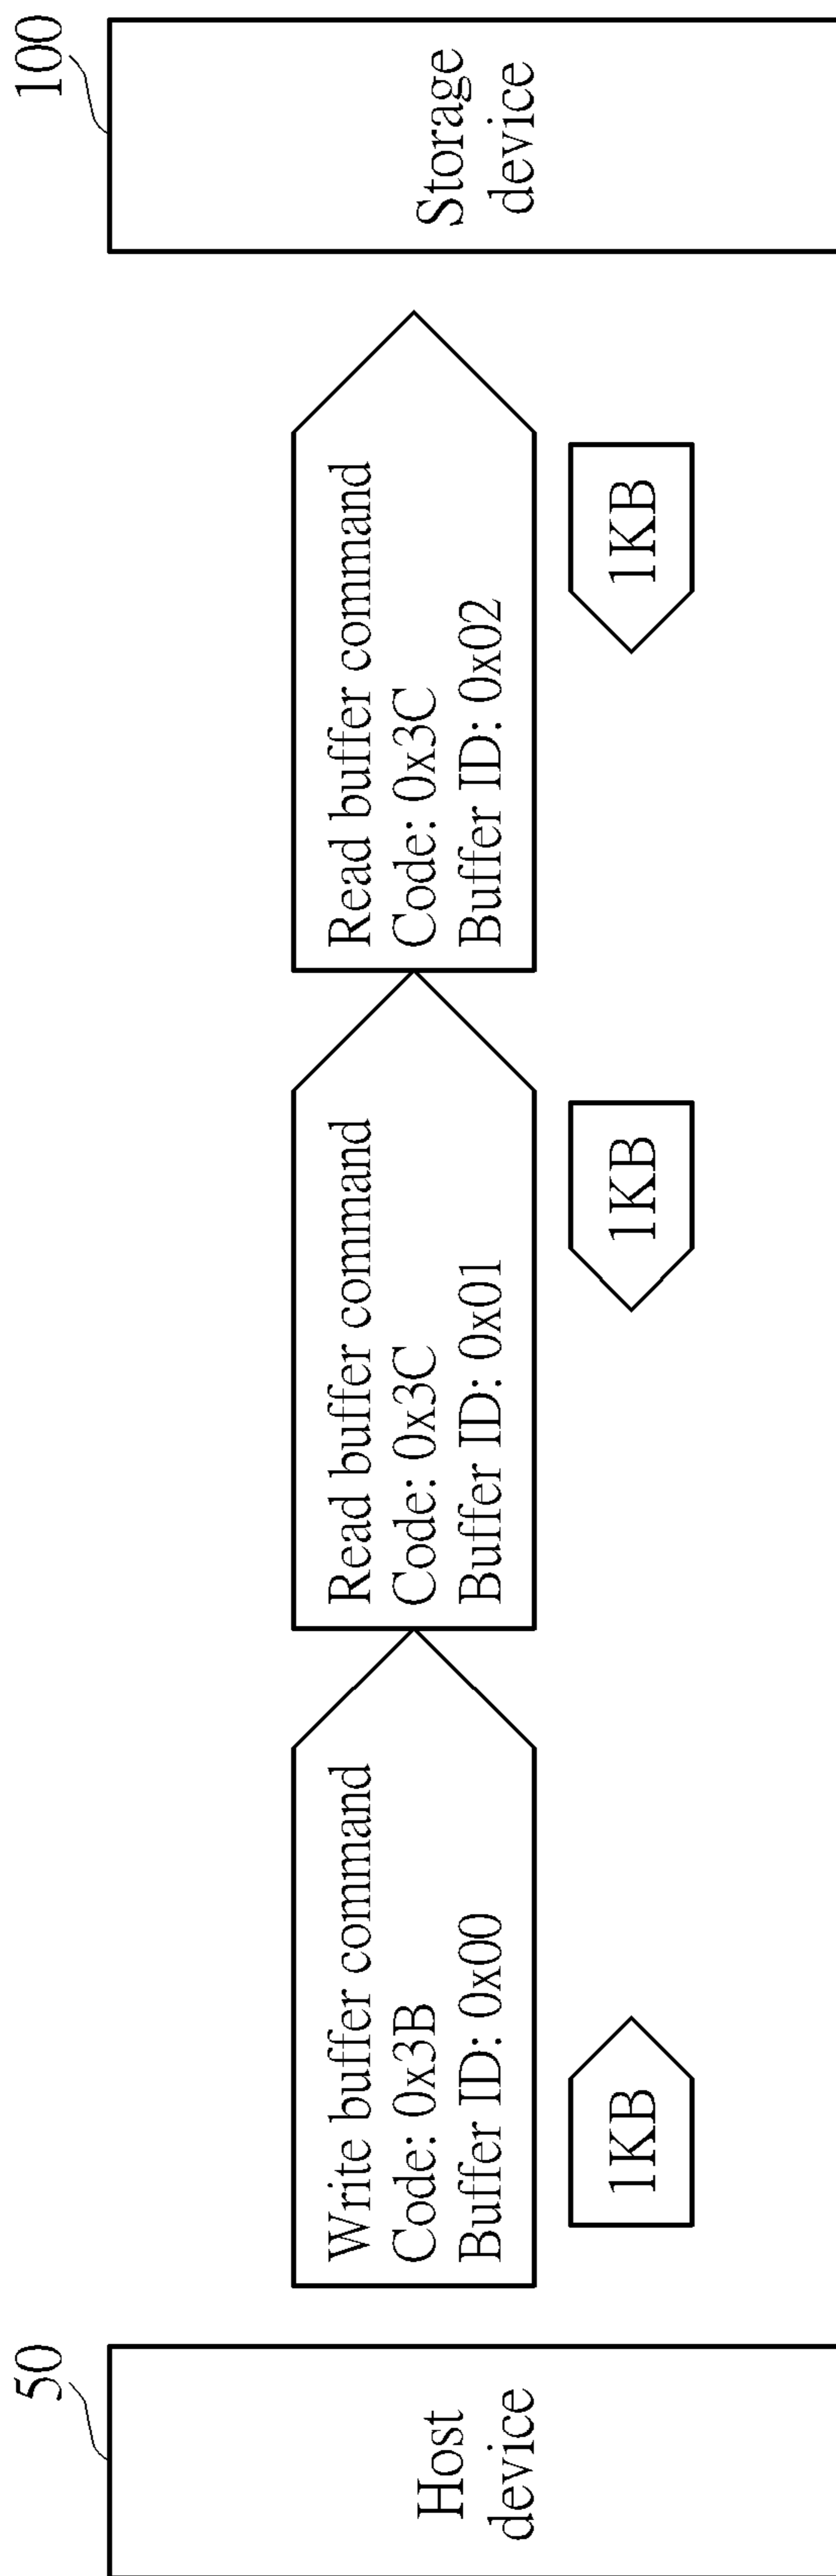 50
Host
device
Write buffer command
Code: 0x3B
Buffer ID: 0x00
1KB
Read buffer command
Code: 0x3C
Buffer ID: 0x01
1KB
Read buffer command
Code: 0x3C
Buffer ID: 0x02
1KB
100
Storage
device